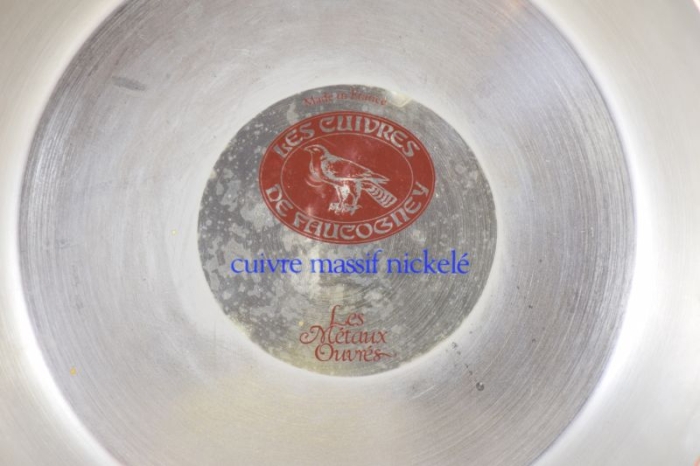 Made in France
LES CUIVRES
DE FAUCOGNEY
cuivre massif nickelé
Les
Métaux
Ouvrés